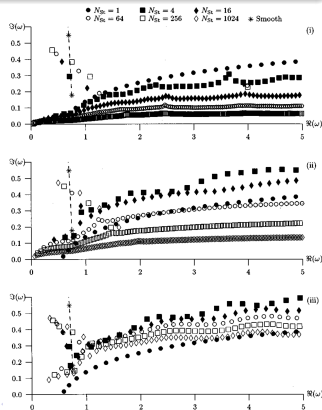 N_St = 1 N_St = 4 N_St = 16
N_St = 64 N_St = 256 N_St = 1024 Smooth
ℑ(ω) (i)
0.5
0.4
0.3
0.2
0.1
0.0
0 1 2 3 4 5 ℜ(ω)
ℑ(ω) (ii)
0.5
0.4
0.3
0.2
0.1
0.0
0 1 2 3 4 5 ℜ(ω)
ℑ(ω) (iii)
0.5
0.4
0.3
0.2
0.1
0.0
0 1 2 3 4 5 ℜ(ω)